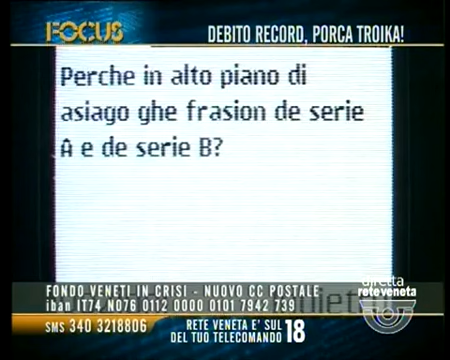 FOCUS
DEBITO RECORD, PORCA TROIKA!
Perche in alto piano di
asiago ghe frasion de serie
A e de serie B?
FONDO VENETI IN CRISI - NUOVO CC POSTALE
iban IT74 N076 0112 0000 0101 7942 739
diretta
reteveneta
SMS 340 3218806
RETE VENETA E' SUL
DEL TUO TELECOMANDO 18